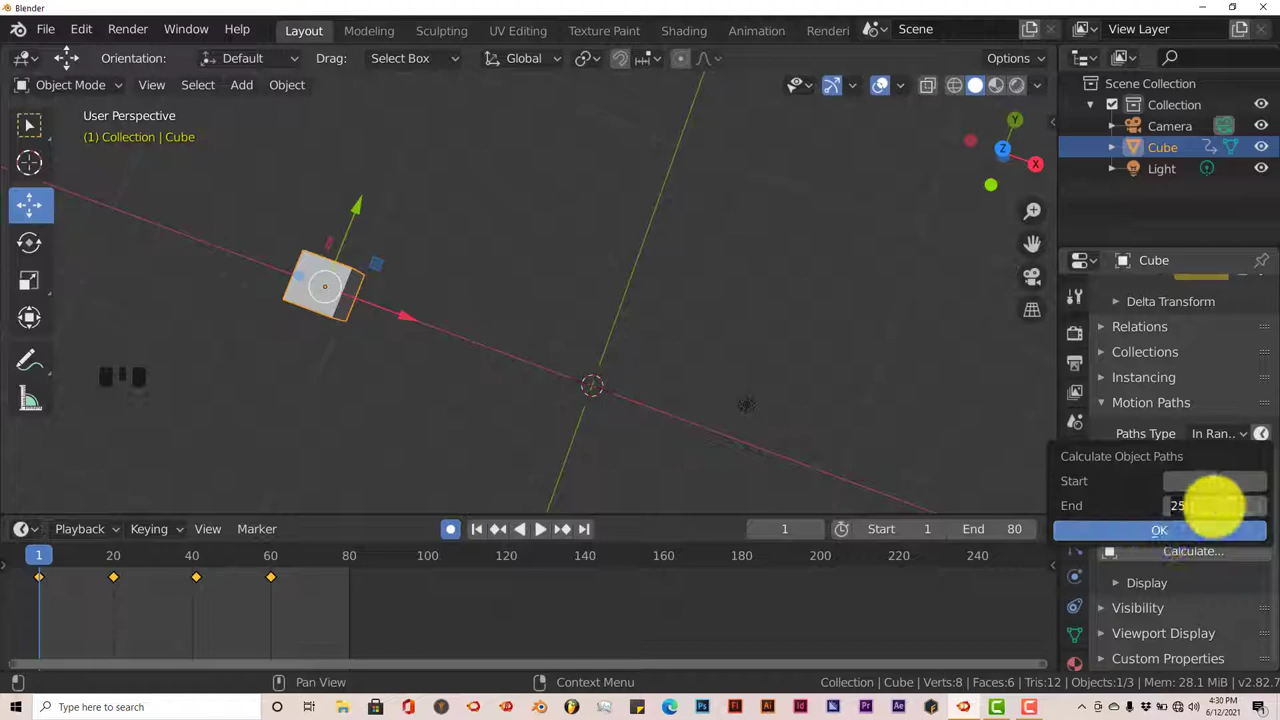 Blender
File Edit Render Window Help Layout Modeling Sculpting UV Editing Texture Paint Shading Animation Renderi Scene View Layer
Orientation: Default Drag: Select Box Global Options
Object Mode View Select Add Object
User Perspective
(1) Collection | Cube
Y
Z
X
Scene Collection
Collection
Camera
Cube
Light
Cube
Delta Transform
Relations
Collections
Instancing
Motion Paths
Paths Type In Ran..
Calculate Object Paths
Start
End 25
OK
Calculate...
Display
Visibility
Viewport Display
Custom Properties
Playback Keying View Marker 1 Start 1 End 80
1 20 40 60 80 100 120 140 160 180 200 220 240
Pan View Context Menu Collection | Cube | Verts:8 | Faces:6 | Tris:12 | Objects:1/3 | Mem: 28.1 MiB | v2.82.7
Type here to search
4:30 PM
6/12/2021